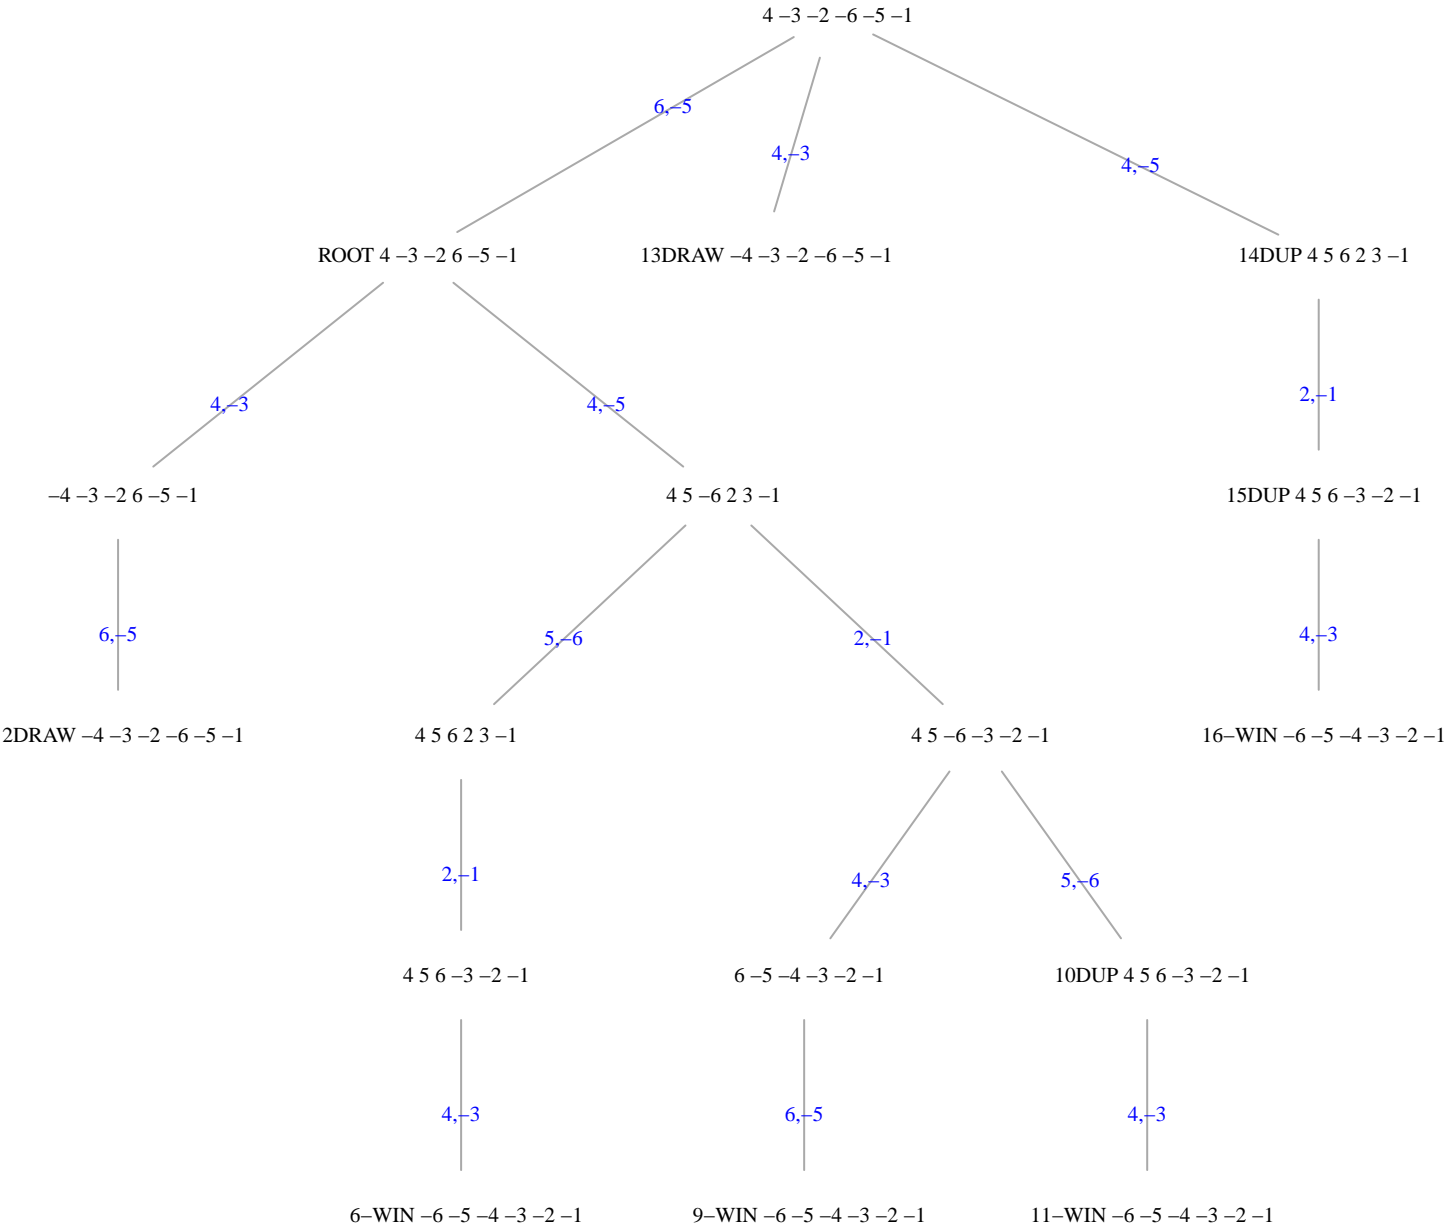 4 –3 –2 –6 –5 –1
6,–5
4,–3
4,–5
ROOT 4 –3 –2 6 –5 –1
13DRAW –4 –3 –2 –6 –5 –1
14DUP 4 5 6 2 3 –1
4,–3
4,–5
2,–1
–4 –3 –2 6 –5 –1
4 5 –6 2 3 –1
15DUP 4 5 6 –3 –2 –1
6,–5
5,–6
2,–1
4,–3
2DRAW –4 –3 –2 –6 –5 –1
4 5 6 2 3 –1
4 5 –6 –3 –2 –1
16–WIN –6 –5 –4 –3 –2 –1
2,–1
4,–3
5,–6
4 5 6 –3 –2 –1
6 –5 –4 –3 –2 –1
10DUP 4 5 6 –3 –2 –1
4,–3
6,–5
4,–3
6–WIN –6 –5 –4 –3 –2 –1
9–WIN –6 –5 –4 –3 –2 –1
11–WIN –6 –5 –4 –3 –2 –1